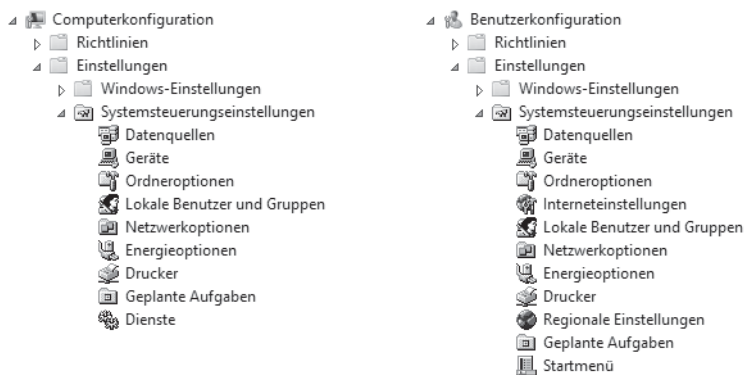 Computerkonfiguration
Richtlinien
Einstellungen
Windows-Einstellungen
Systemsteuerungseinstellungen
Datenquellen
Geräte
Ordneroptionen
Lokale Benutzer und Gruppen
Netzwerkoptionen
Energieoptionen
Drucker
Geplante Aufgaben
Dienste
Benutzerkonfiguration
Richtlinien
Einstellungen
Windows-Einstellungen
Systemsteuerungseinstellungen
Datenquellen
Geräte
Ordneroptionen
Interneteinstellungen
Lokale Benutzer und Gruppen
Netzwerkoptionen
Energieoptionen
Drucker
Regionale Einstellungen
Geplante Aufgaben
Startmenü